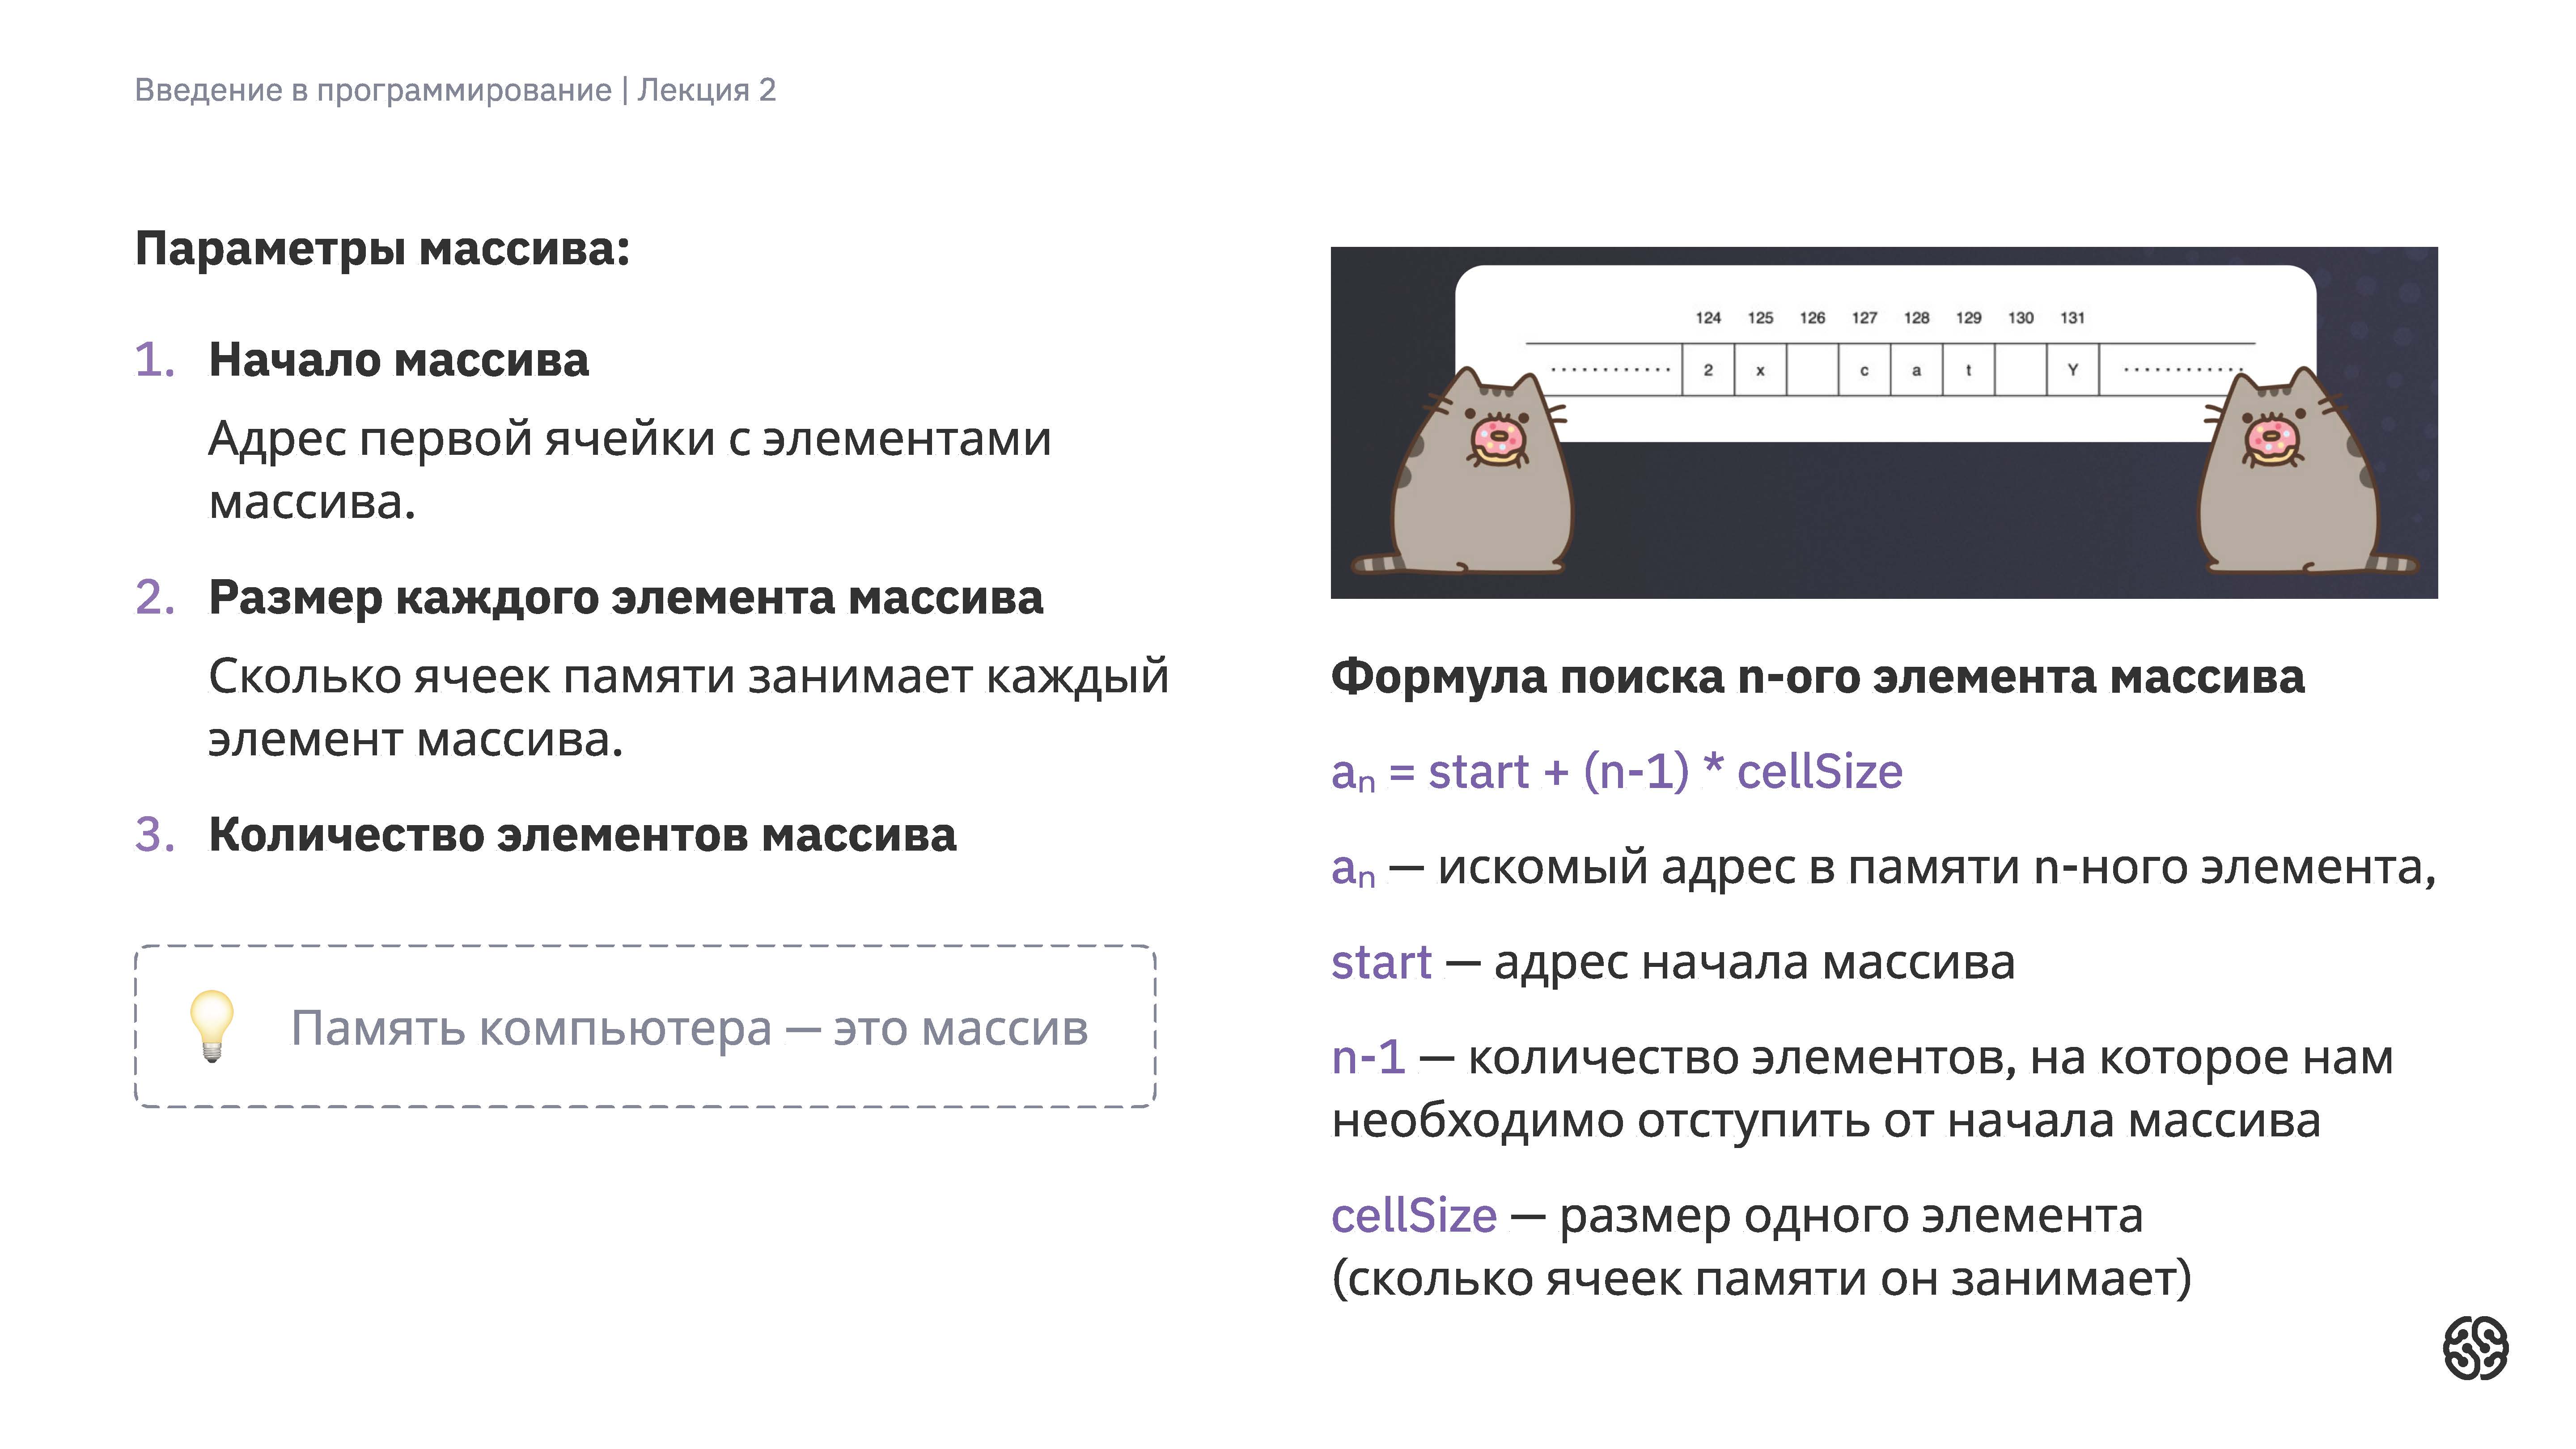 Введение в программирование | Лекция 2
Параметры массива:
1. Начало массива
Адрес первой ячейки с элементами
массива.
2. Размер каждого элемента массива
Сколько ячеек памяти занимает каждый
элемент массива.
3. Количество элементов массива
Память компьютера — это массив
124 125 126 127 128 129 130 131
............ 2 x c a t Y ............
Формула поиска n-ого элемента массива
aₙ = start + (n-1) * cellSize
aₙ — искомый адрес в памяти n-ного элемента,
start — адрес начала массива
n-1 — количество элементов, на которое нам
необходимо отступить от начала массива
cellSize — размер одного элемента
(сколько ячеек памяти он занимает)